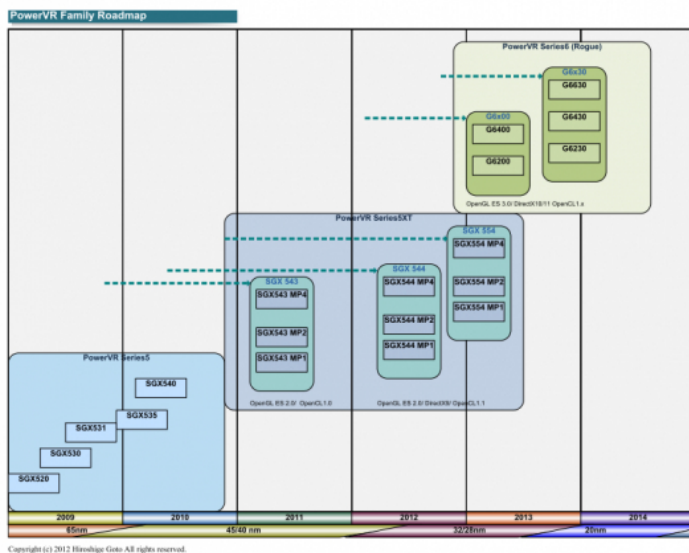 PowerVR Family Roadmap
PowerVR Series6 (Rogue)
G6x30
G6630
G6430
G6230
G6x00
G6400
G6200
OpenGL ES 3.0/ DirectX10/11 OpenCL1.x
PowerVR Series5XT
SGX 554
SGX554 MP4
SGX554 MP2
SGX554 MP1
SGX 544
SGX544 MP4
SGX544 MP2
SGX544 MP1
SGX 543
SGX543 MP4
SGX543 MP2
SGX543 MP1
OpenGL ES 2.0/ OpenCL1.0
OpenGL ES 2.0/ DirectX9/ OpenCL1.1
PowerVR Series5
SGX540
SGX535
SGX531
SGX530
SGX520
2009 2010 2011 2012 2013 2014
65nm 45/40 nm 32/28nm 20nm
Copyright (c) 2012 Hiroshige Goto All rights reserved.